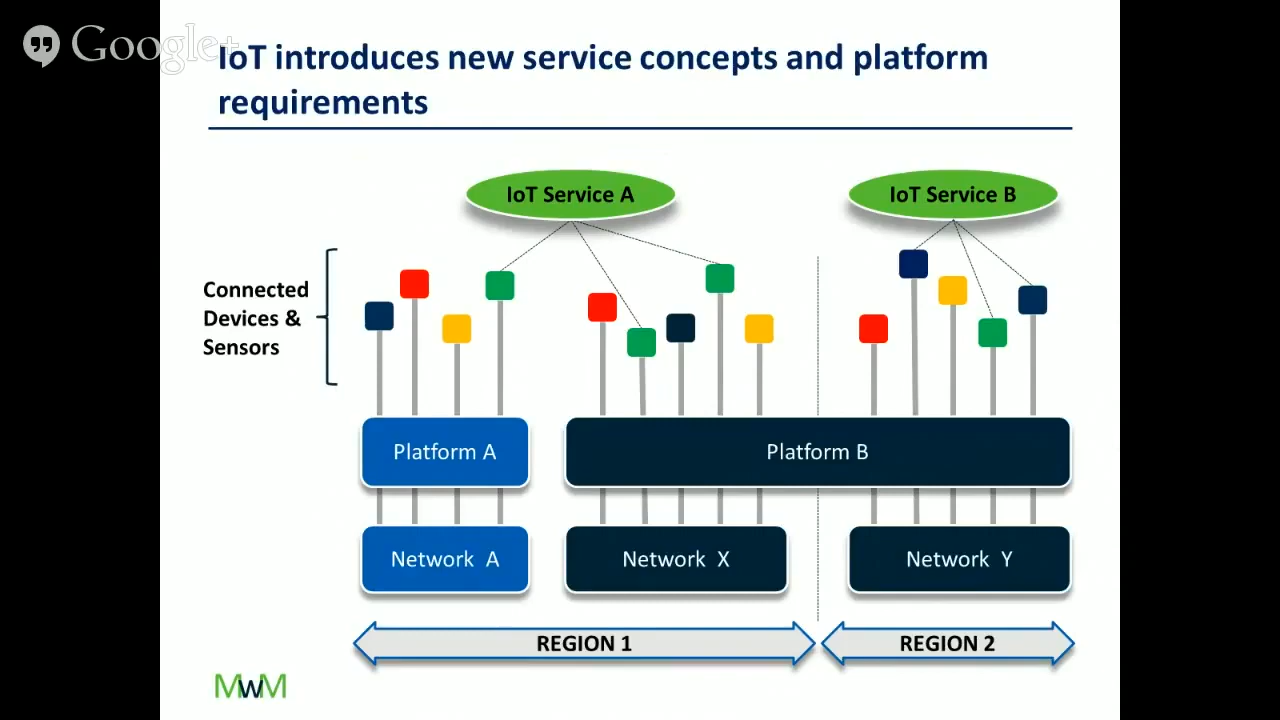 Google+
IoT introduces new service concepts and platform
requirements
IoT Service A
IoT Service B
Connected
Devices &
Sensors
Platform A
Platform B
Network A
Network X
Network Y
REGION 1
REGION 2
MWM